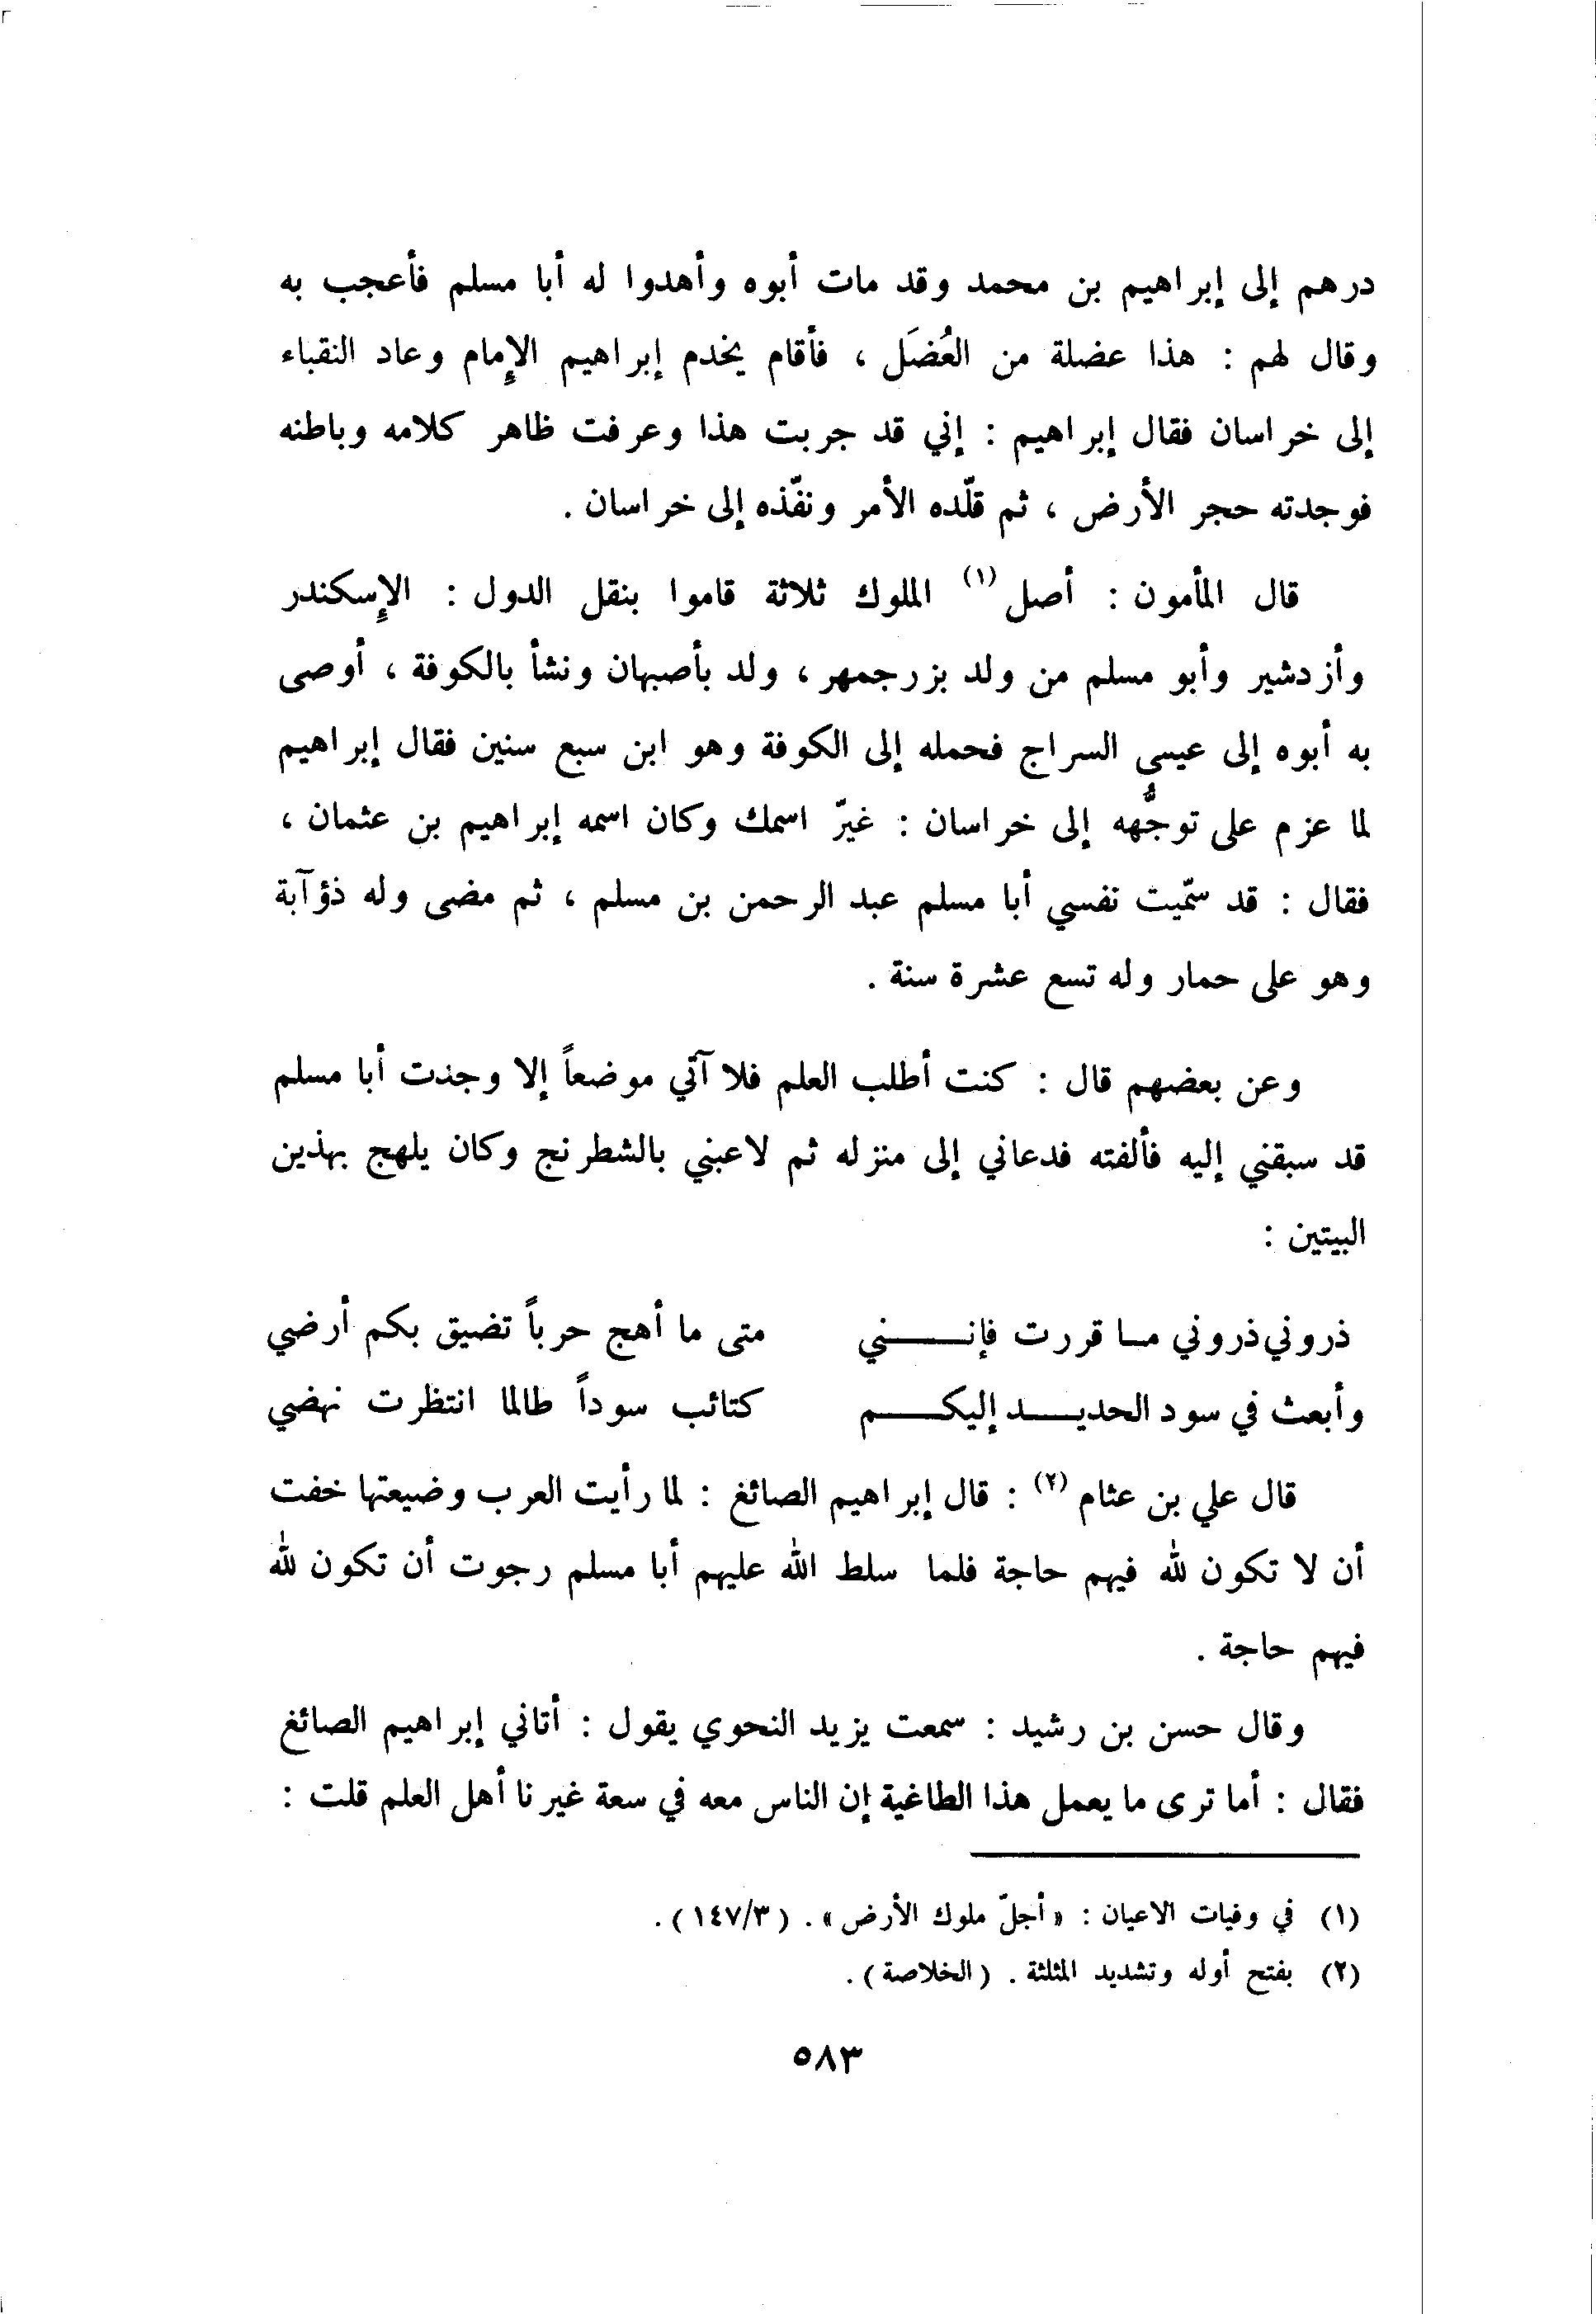 درهم إلى إبراهيم بن محمد وقد مات أبوه وأهدوا له أبا مسلم فأعجب به
وقال لهم : هذا عضلة من العُضَل ، فأقام يخدم إبراهيم الإمام وعاد النقباء
إلى خراسان فقال إبراهيم : إني قد جربت هذا وعرفت ظاهر كلامه وباطنه
فوجدته حجر الأرض ، ثم قلّده الأمر ونفّذه إلى خراسان .
قال المأمون : أصل (١) الملوك ثلاثة قاموا بنقل الدول : الإسكندر
وأزدشير وأبو مسلم من ولد بزرجمهر ، ولد بأصبهان ونشأ بالكوفة ، أوصى
به أبوه إلى عيسى السراج فحمله إلى الكوفة وهو ابن سبع سنين فقال إبراهيم
لما عزم على توجُّهه إلى خراسان : غيّر اسمك وكان اسمه إبراهيم بن عثمان ،
فقال : قد سمّيت نفسي أبا مسلم عبد الرحمن بن مسلم ، ثم مضى وله ذؤآبة
وهو على حمار وله تسع عشرة سنة .
وعن بعضهم قال : كنت أطلب العلم فلا آتي موضعاً إلا وجذت أبا مسلم
قد سبقني إليه فألفته فدعاني إلى منزله ثم لاعبني بالشطرنج وكان يلهج بهذين
البيتين :
ذروني ذروني مـا قررت فإنـــني متى ما أهج حرباً تضيق بكم أرضي
وأبعث في سود الحديـــد إليكـــم كتائب سوداً طالما انتظرت نهضي
قال علي بن عثام (٢) : قال إبراهيم الصائغ : لما رأيت العرب وضيعتها خفت
أن لا تكون لله فيهم حاجة فلما سلط الله عليهم أبا مسلم رجوت أن تكون لله
فيهم حاجة .
وقال حسن بن رشيد : سمعت يزيد النحوي يقول : أتاني إبراهيم الصائغ
فقال : أما ترى ما يعمل هذا الطاغية إن الناس معه في سعة غيرنا أهل العلم قلت :
(١) في وفيات الاعيان : « أجلّ ملوك الأرض » . ( ١٤٧/٣ ) .
(٢) بفتح أوله وتشديد المثلثة . ( الخلاصة ) .
٥٨٣